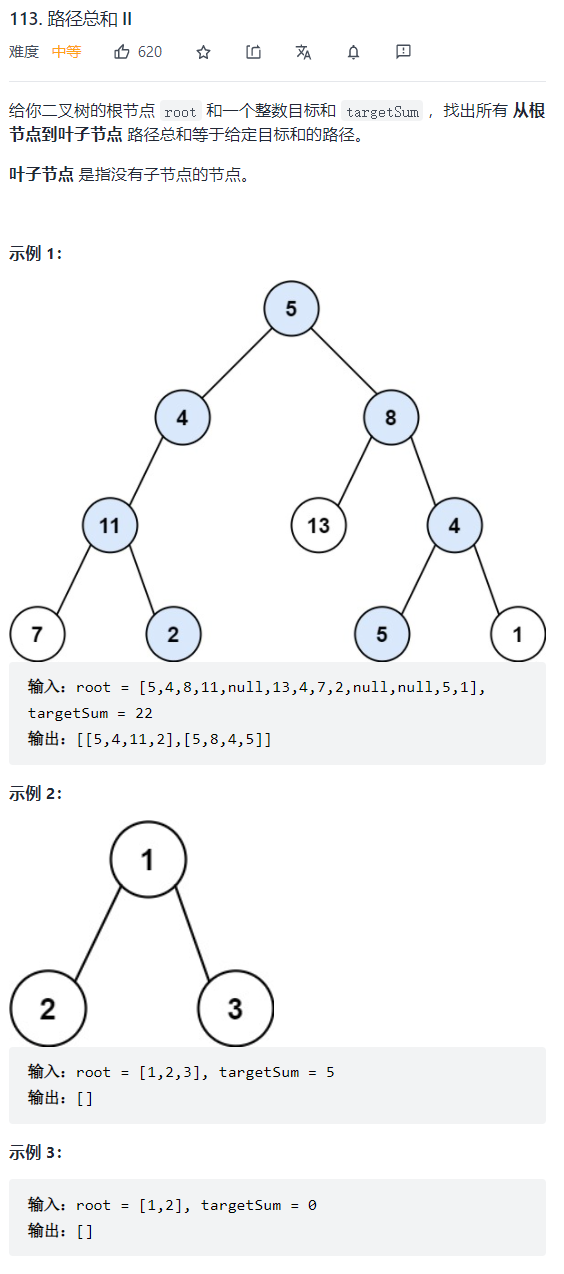 113. 路径总和 II
难度 中等 620
给你二叉树的根节点 root 和一个整数目标和 targetSum ，找出所有 从根
节点到叶子节点 路径总和等于给定目标和的路径。
叶子节点 是指没有子节点的节点。
示例 1：
5
4 8
11 13 4
7 2 5 1
输入：root = [5,4,8,11,null,13,4,7,2,null,null,5,1],
targetSum = 22
输出：[[5,4,11,2],[5,8,4,5]]
示例 2：
1
2 3
输入：root = [1,2,3], targetSum = 5
输出：[]
示例 3：
输入：root = [1,2], targetSum = 0
输出：[]